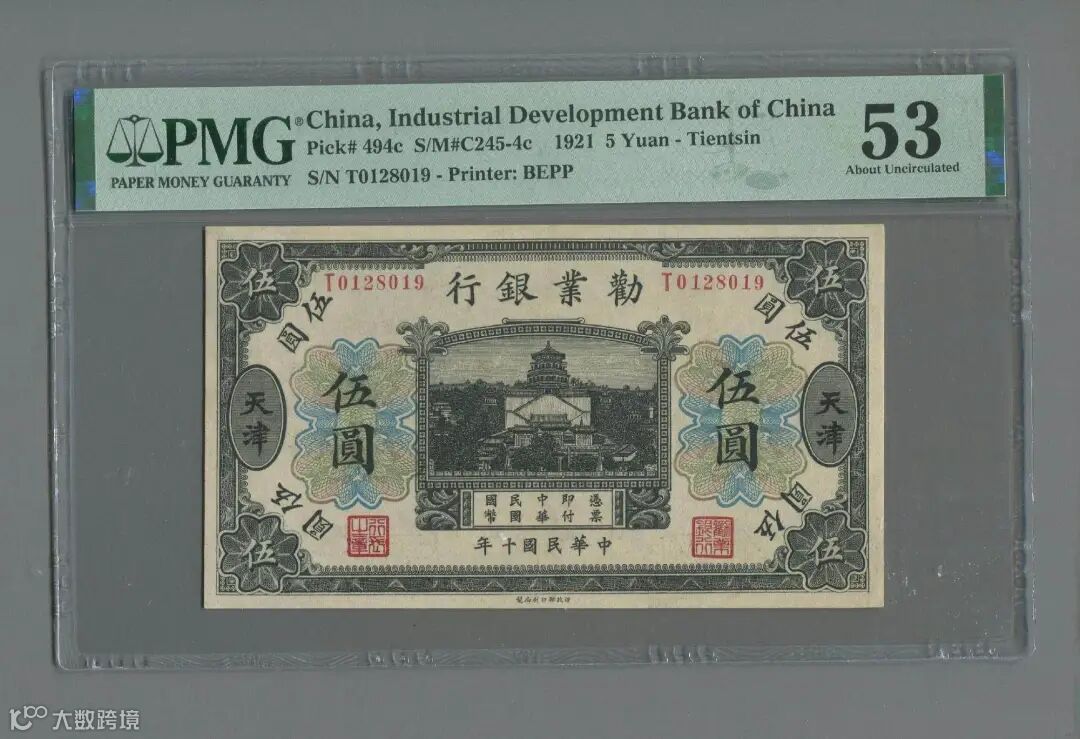 PMG®
PAPER MONEY GUARANTY
China, Industrial Development Bank of China
Pick# 494c S/M#C245-4c 1921 5 Yuan - Tientsin
S/N T0128019 - Printer: BEPP
53
About Uncirculated
伍
伍
T0128019
行銀業勸
T0128019
圓伍
圓伍
伍圓
伍圓
天津
天津
憑票即付中華民國國幣
圓伍
圓伍
年十國民華中
伍
伍
大数跨境